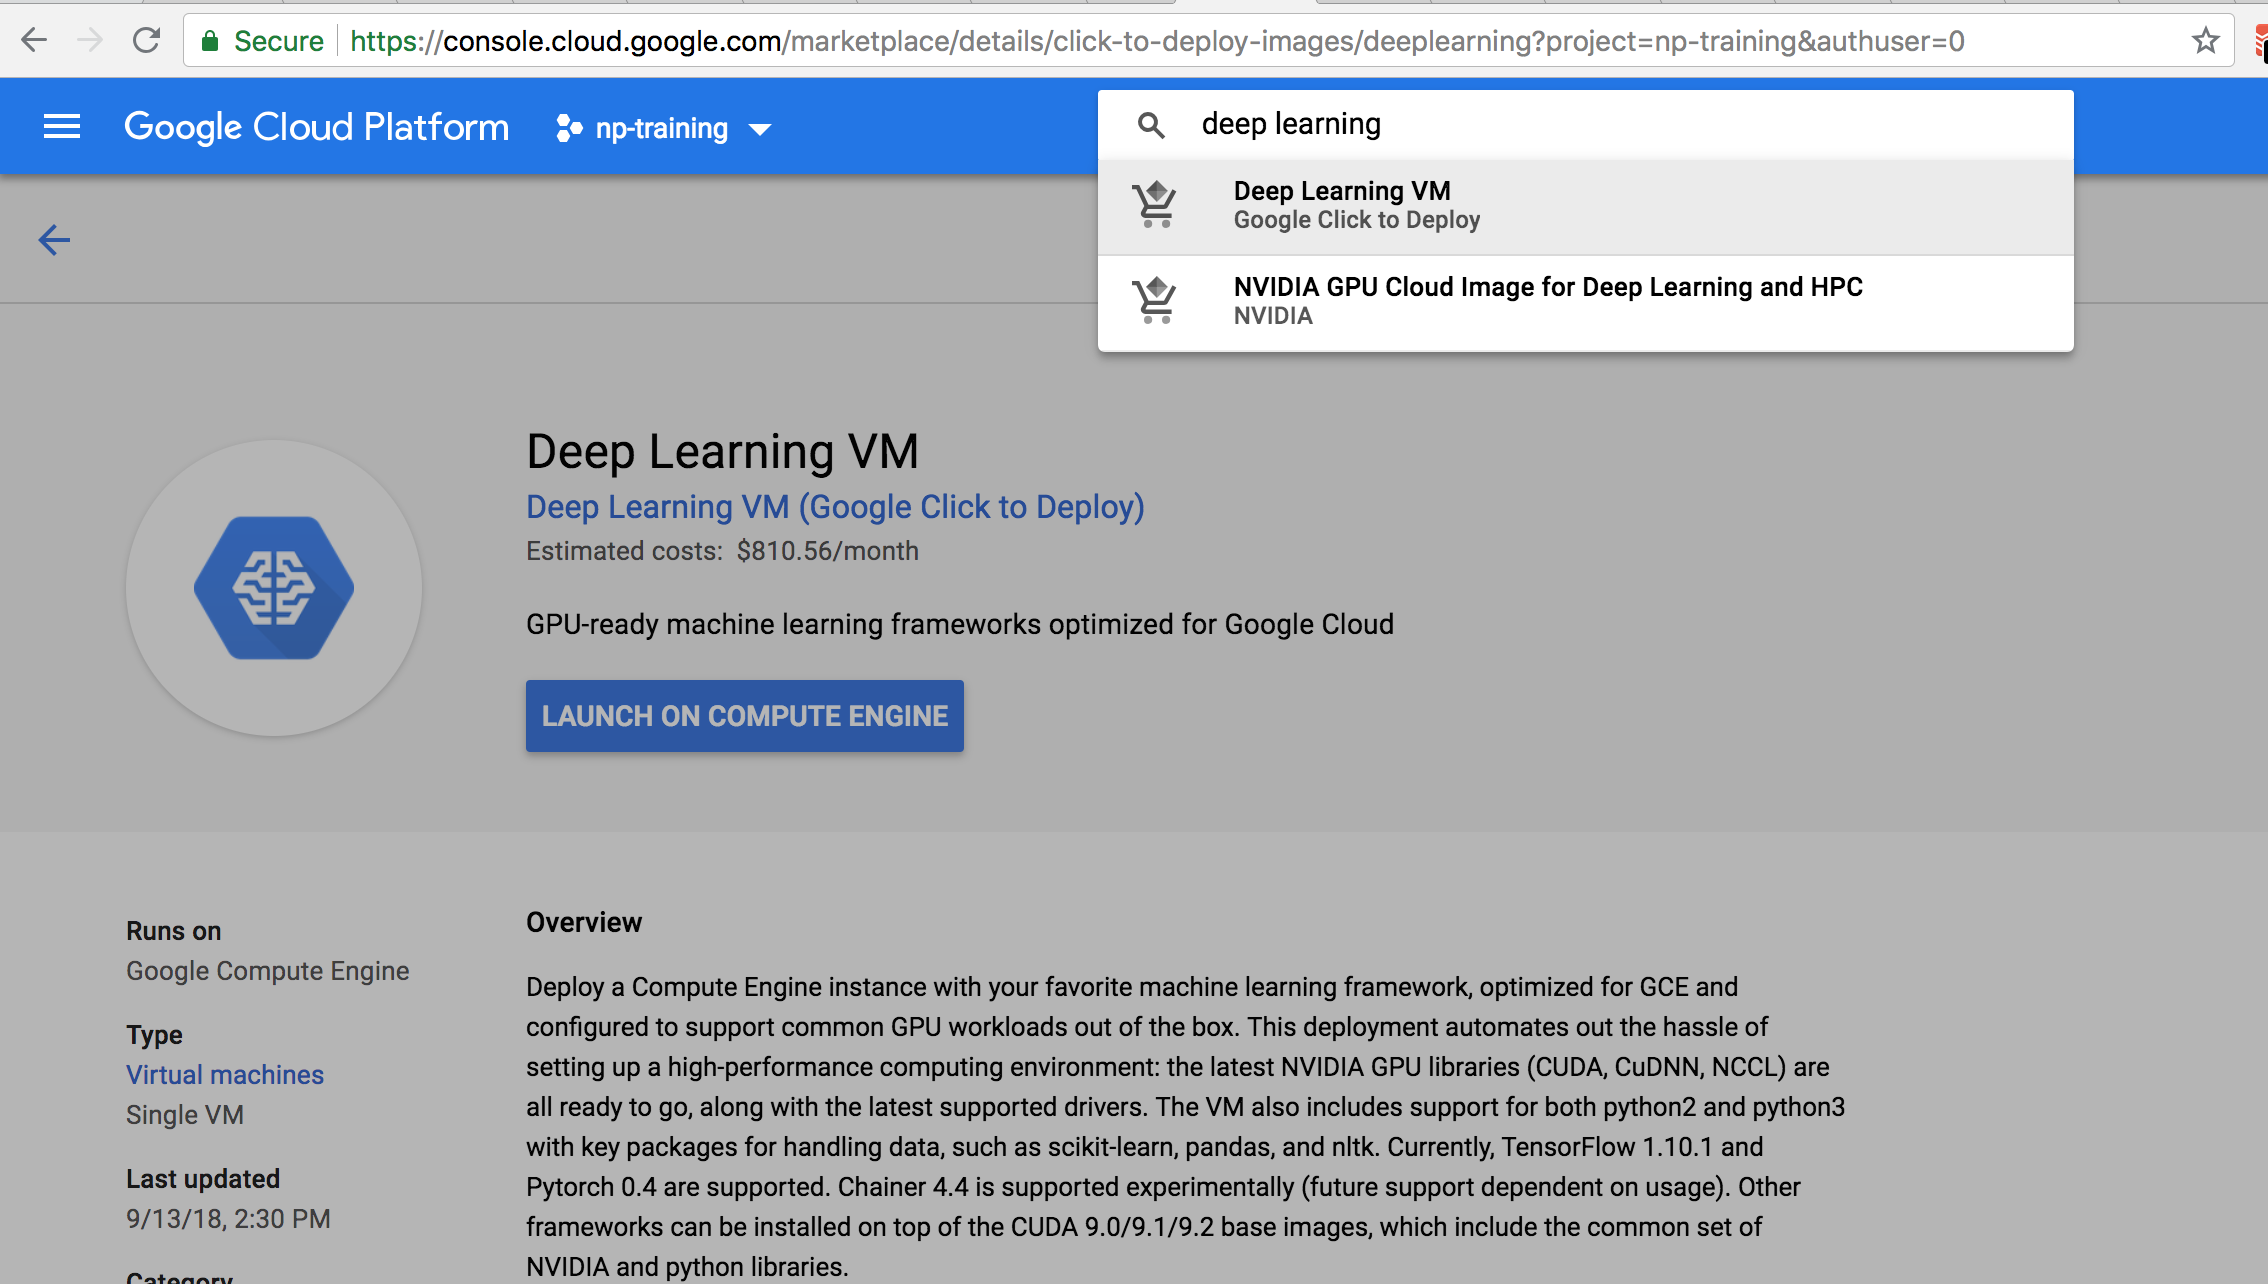 Secure https://console.cloud.google.com/marketplace/details/click-to-deploy-images/deeplearning?project=np-training&authuser=0
Google Cloud Platform np-training deep learning
Deep Learning VM
Google Click to Deploy
NVIDIA GPU Cloud Image for Deep Learning and HPC
NVIDIA
Deep Learning VM
Deep Learning VM (Google Click to Deploy)
Estimated costs: $810.56/month
GPU-ready machine learning frameworks optimized for Google Cloud
LAUNCH ON COMPUTE ENGINE
Runs on
Google Compute Engine
Type
Virtual machines
Single VM
Last updated
9/13/18, 2:30 PM
Category
Overview
Deploy a Compute Engine instance with your favorite machine learning framework, optimized for GCE and
configured to support common GPU workloads out of the box. This deployment automates out the hassle of
setting up a high-performance computing environment: the latest NVIDIA GPU libraries (CUDA, CuDNN, NCCL) are
all ready to go, along with the latest supported drivers. The VM also includes support for both python2 and python3
with key packages for handling data, such as scikit-learn, pandas, and nltk. Currently, TensorFlow 1.10.1 and
Pytorch 0.4 are supported. Chainer 4.4 is supported experimentally (future support dependent on usage). Other
frameworks can be installed on top of the CUDA 9.0/9.1/9.2 base images, which include the common set of
NVIDIA and python libraries.